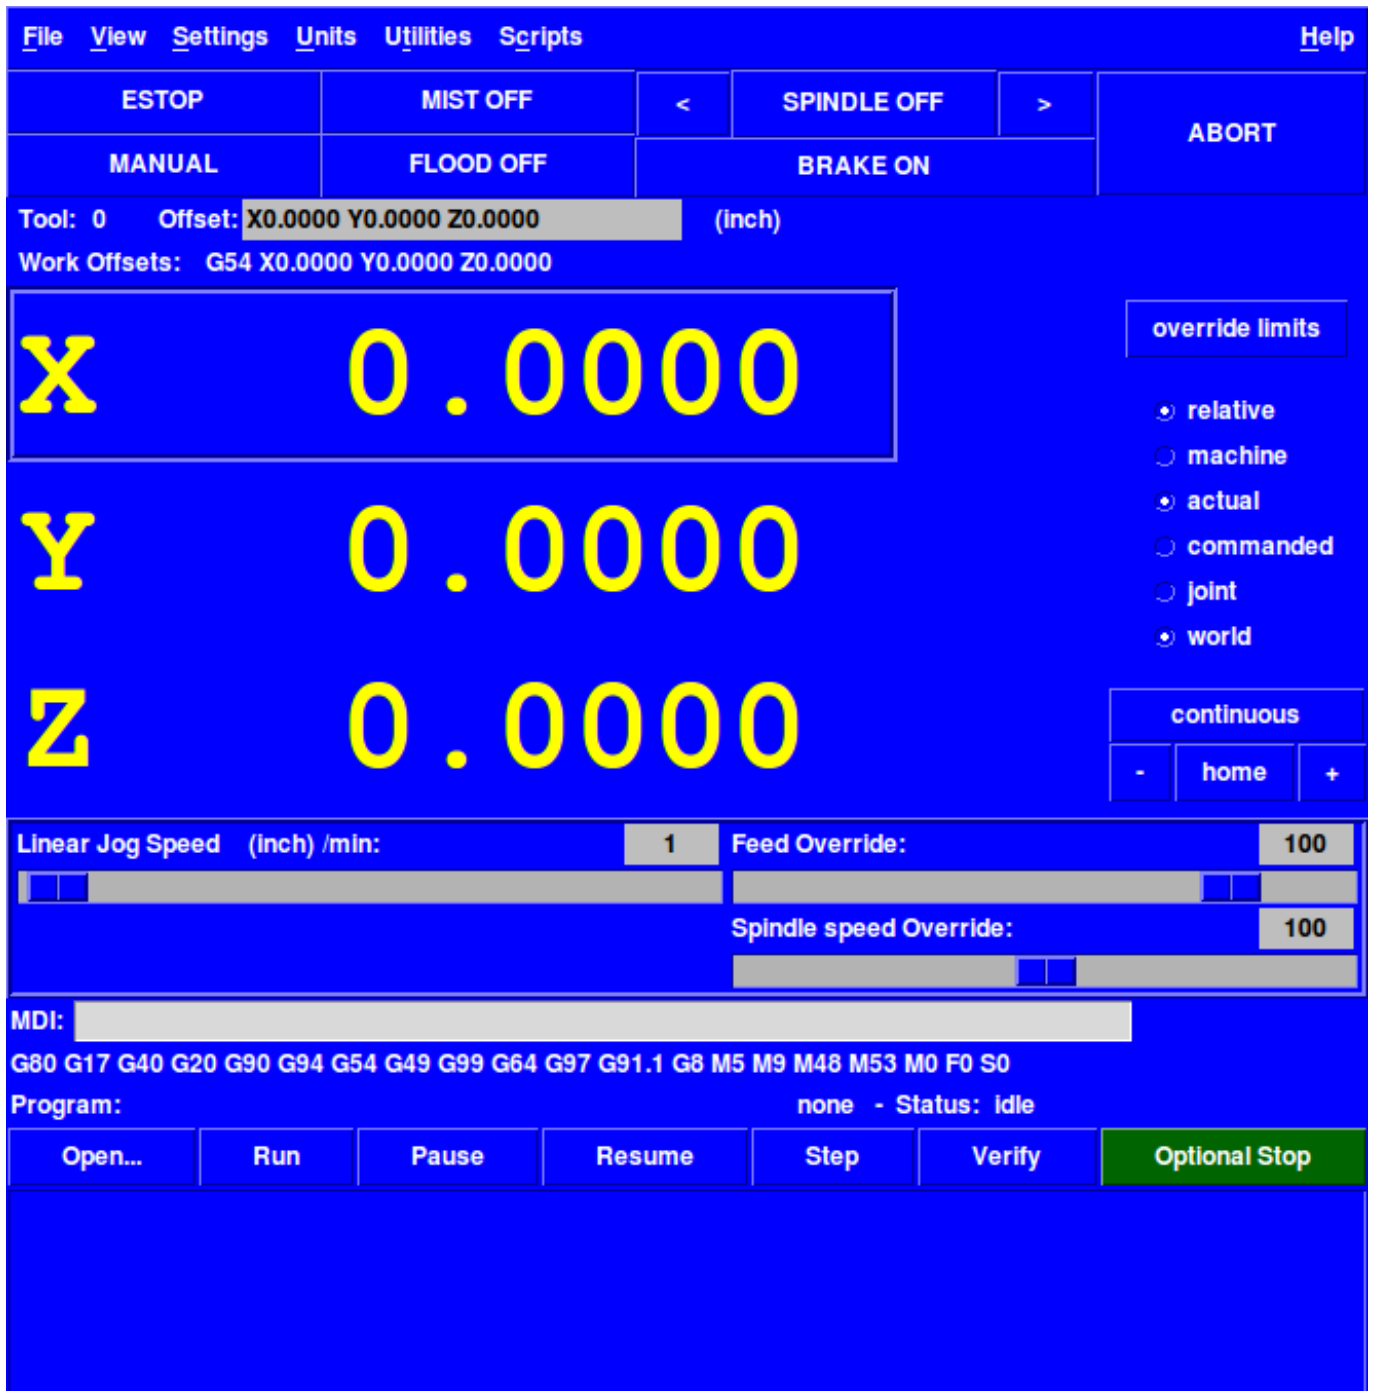 File View Settings Units Utilities Scripts Help
ESTOP MIST OFF < SPINDLE OFF > ABORT
MANUAL FLOOD OFF BRAKE ON
Tool: 0 Offset: X0.0000 Y0.0000 Z0.0000 (inch)
Work Offsets: G54 X0.0000 Y0.0000 Z0.0000
X 0.0000
override limits
relative
machine
actual
commanded
joint
world
Y 0.0000
Z 0.0000
continuous
- home +
Linear Jog Speed (inch) /min: 1 Feed Override: 100
Spindle speed Override: 100
MDI:
G80 G17 G40 G20 G90 G94 G54 G49 G99 G64 G97 G91.1 G8 M5 M9 M48 M53 M0 F0 S0
Program: none - Status: idle
Open... Run Pause Resume Step Verify Optional Stop